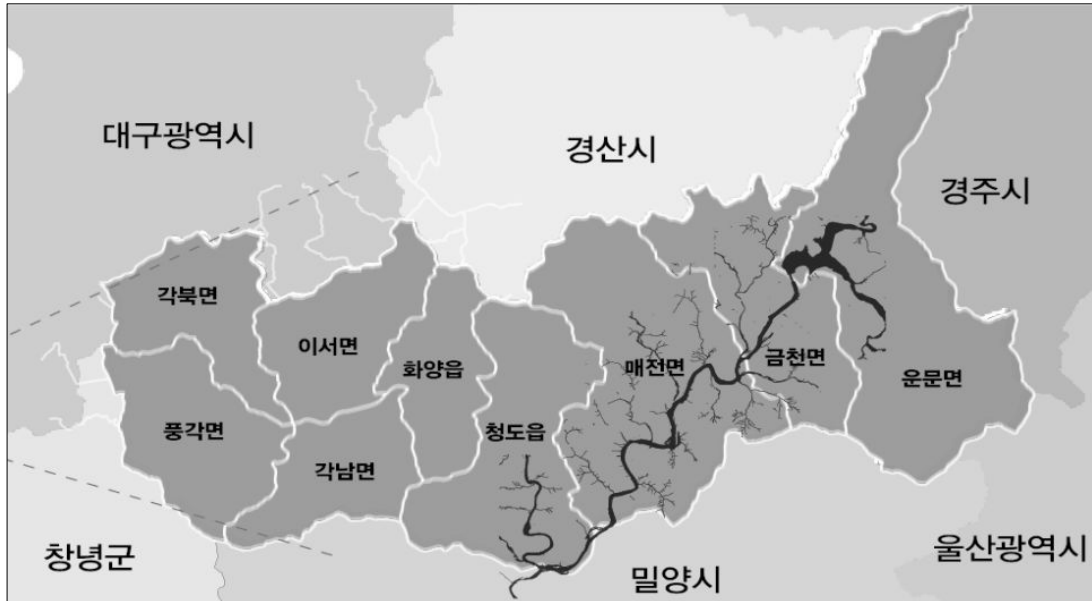 대구광역시
경산시
경주시
각북면
이서면
화양읍
매전면
금천면
운문면
풍각면
청도읍
각남면
창녕군
밀양시
울산광역시